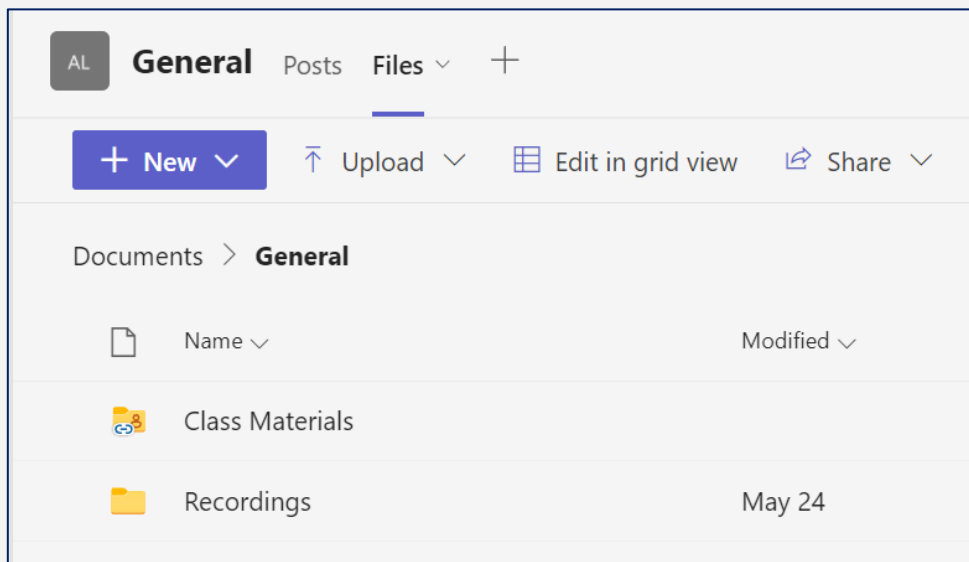 AL General Posts Files
New Upload Edit in grid view Share
Documents > General
Name Modified
Class Materials
Recordings May 24